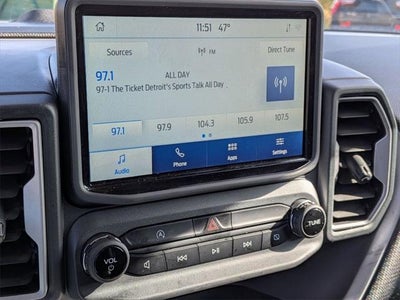 11:51 47°
Sources
FM
Direct Tune
97.1
ALL DAY
97-1 The Ticket Detroit's Sports Talk All Day
97.1 97.9 104.3 105.9 107.5
Audio Phone Apps Settings
VOL
TUNE